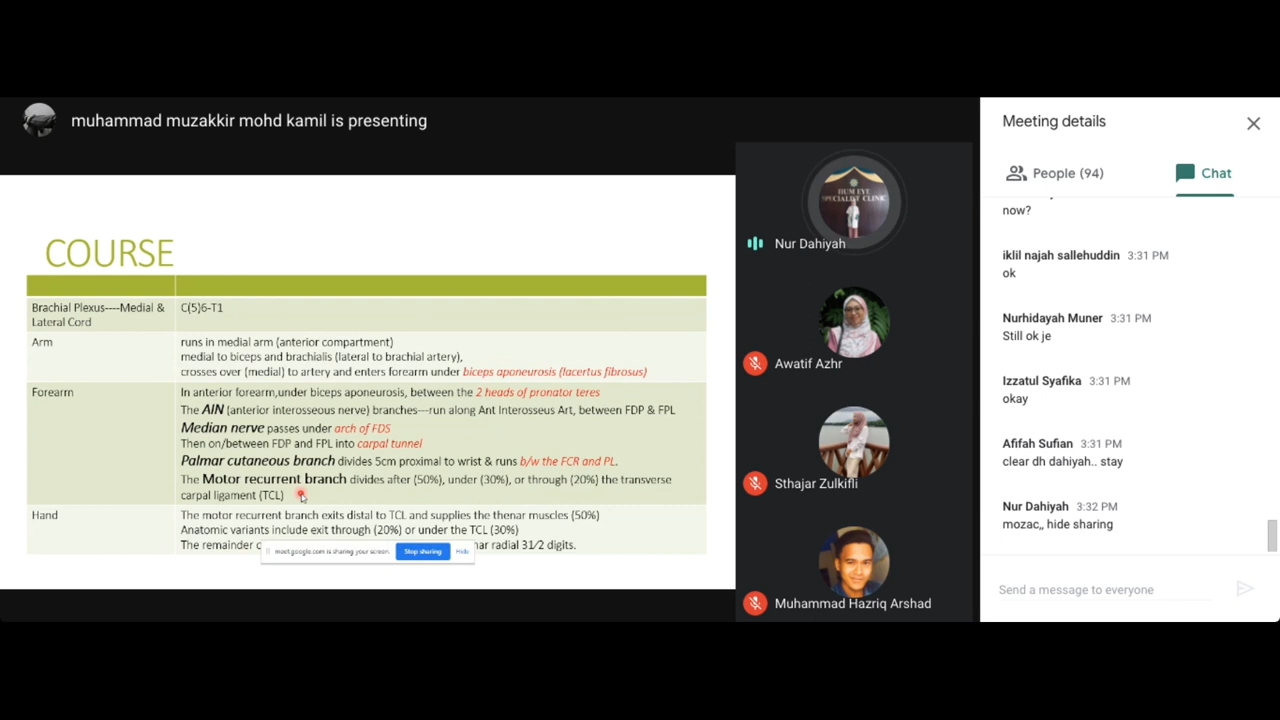 muhammad muzakkir mohd kamil is presenting
COURSE
Brachial Plexus----Medial &
Lateral Cord
C(5)6-T1
Arm
runs in medial arm (anterior compartment)
medial to biceps and brachialis (lateral to brachial artery),
crosses over (medial) to artery and enters forearm under biceps aponeurosis (lacertus fibrosus)
Forearm
In anterior forearm,under biceps aponeurosis, between the 2 heads of pronator teres
The AIN (anterior interosseous nerve) branches---run along Ant Interosseus Art, between FDP & FPL
Median nerve passes under arch of FDS
Then on/between FDP and FPL into carpal tunnel
Palmar cutaneous branch divides 5cm proximal to wrist & runs b/w the FCR and PL.
The Motor recurrent branch divides after (50%), under (30%), or through (20%) the transverse
carpal ligament (TCL)
Hand
The motor recurrent branch exits distal to TCL and supplies the thenar muscles (50%)
Anatomic variants include exit through (20%) or under the TCL (30%)
The remainder radial 31/2 digits.
meet.google.com is sharing your screen. Stop sharing Hide
HUM EYE
SPECIALIST CLINIC
Nur Dahiyah
Awatif Azhr
Sthajar Zulkifli
Muhammad Hazriq Arshad
Meeting details
People (94)
Chat
now?
iklil najah sallehuddin 3:31 PM
ok
Nurhidayah Muner 3:31 PM
Still ok je
Izzatul Syafika 3:31 PM
okay
Afifah Sufian 3:31 PM
clear dh dahiyah.. stay
Nur Dahiyah 3:32 PM
mozac,, hide sharing
Send a message to everyone